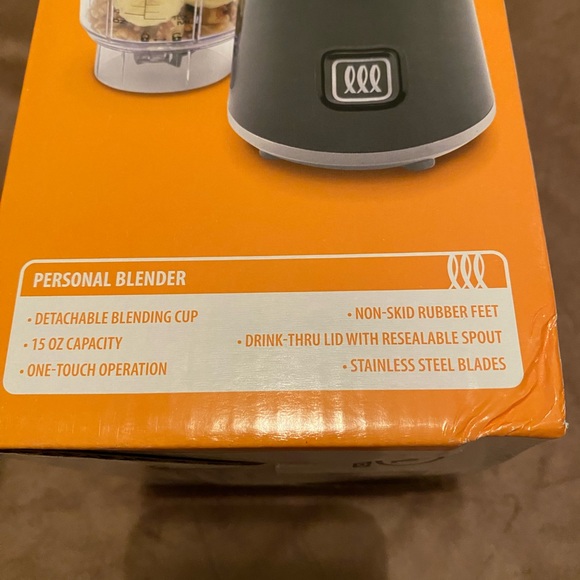 PERSONAL BLENDER
• DETACHABLE BLENDING CUP
• 15 OZ CAPACITY
• ONE-TOUCH OPERATION
• NON-SKID RUBBER FEET
• DRINK-THRU LID WITH RESEALABLE SPOUT
• STAINLESS STEEL BLADES